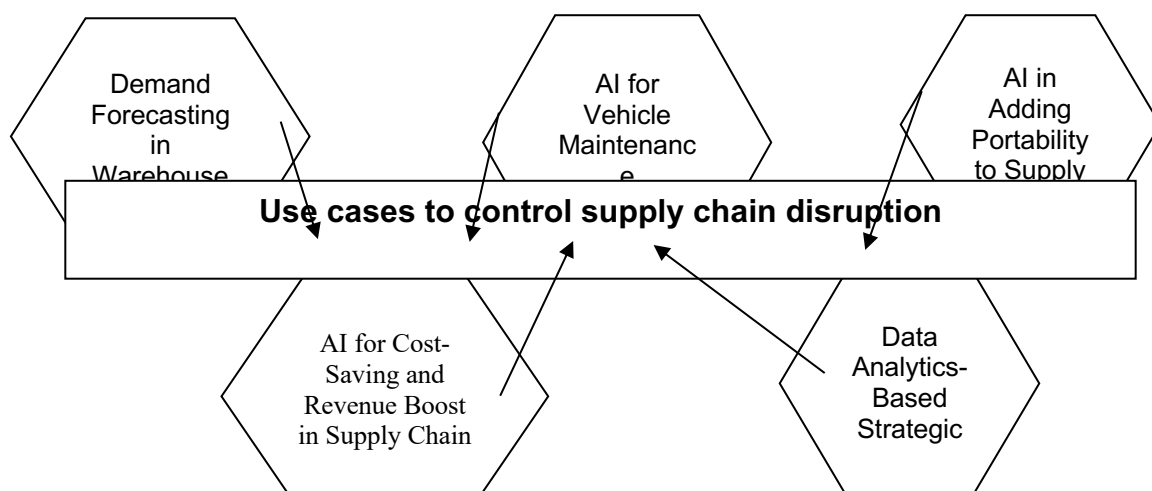 Demand
Forecasting
in
Warehouse
AI for
Vehicle
Maintenanc
e
AI in
Adding
Portability
to Supply
Use cases to control supply chain disruption
AI for Cost-
Saving and
Revenue Boost
in Supply Chain
Data
Analytics-
Based
Strategic